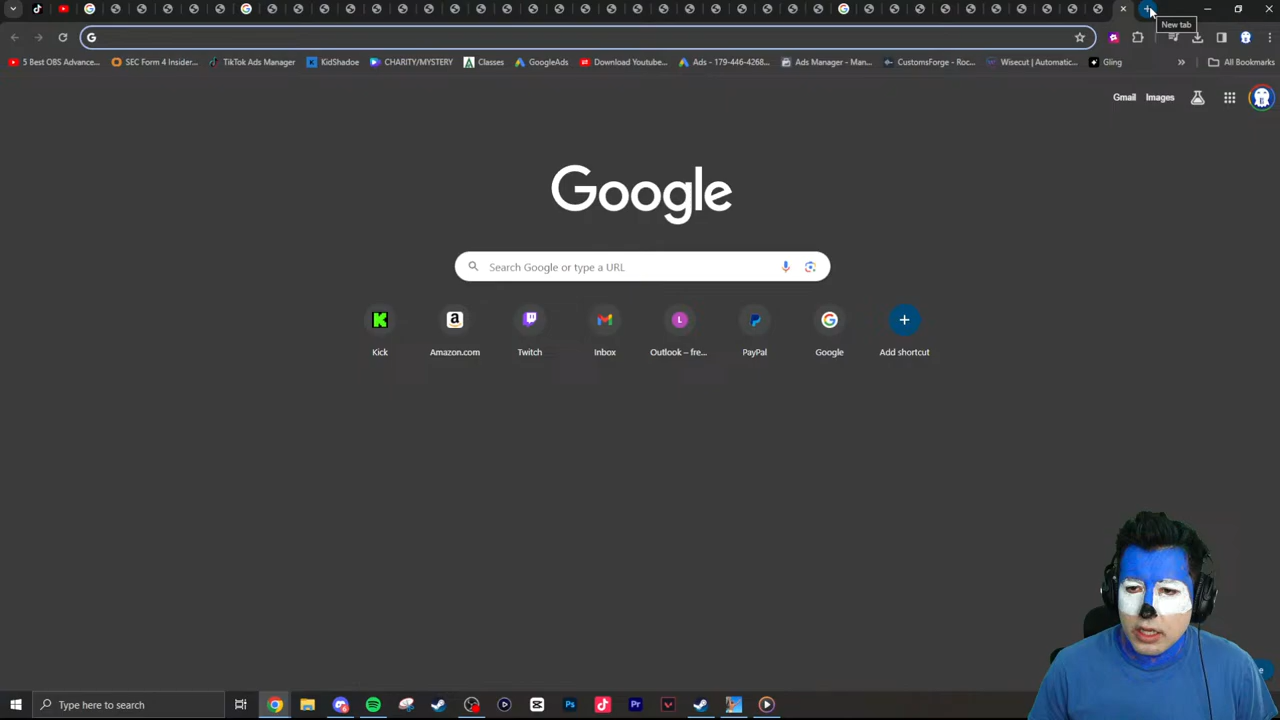 New tab
5 Best OBS Advance...
SEC Form 4 Insider...
TikTok Ads Manager
KidShadoe
CHARITY/MYSTERY
Classes
GoogleAds
Download Youtube...
Ads - 179-446-4268...
Ads Manager - Man...
CustomsForge - Roc...
Wisecut | Automatic...
Gling
»
All Bookmarks
Gmail
Images
Google
Search Google or type a URL
Kick
Amazon.com
Twitch
Inbox
L
Outlook – fre...
PayPal
Google
Add shortcut
Type here to search